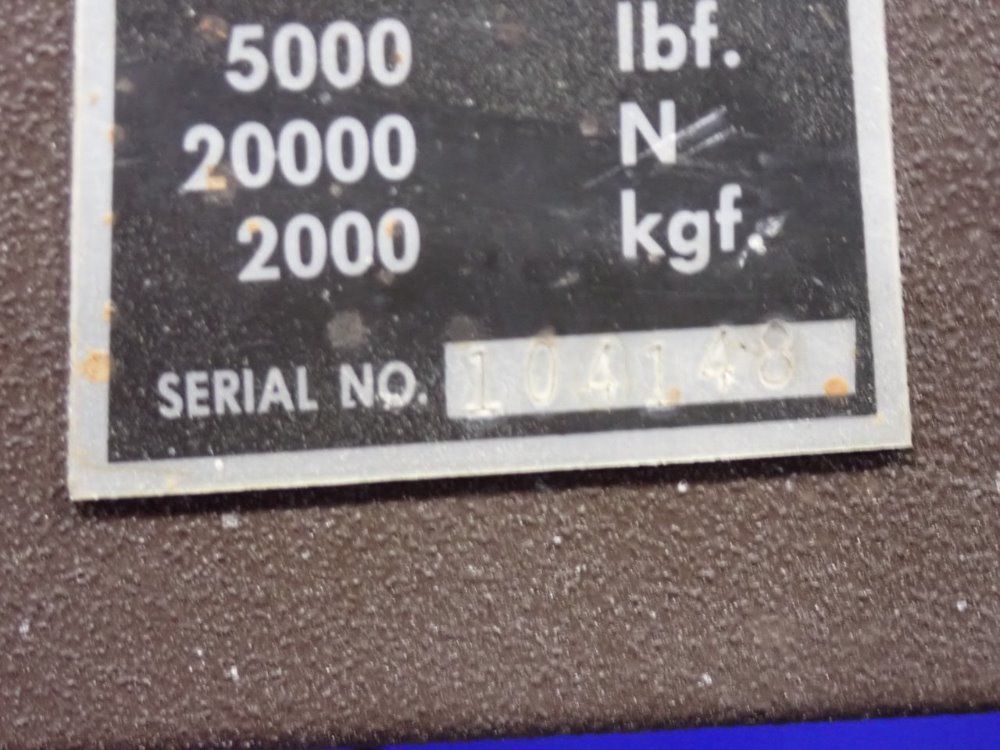 5000 lbf.
20000 N
2000 kgf.
SERIAL NO. 104148